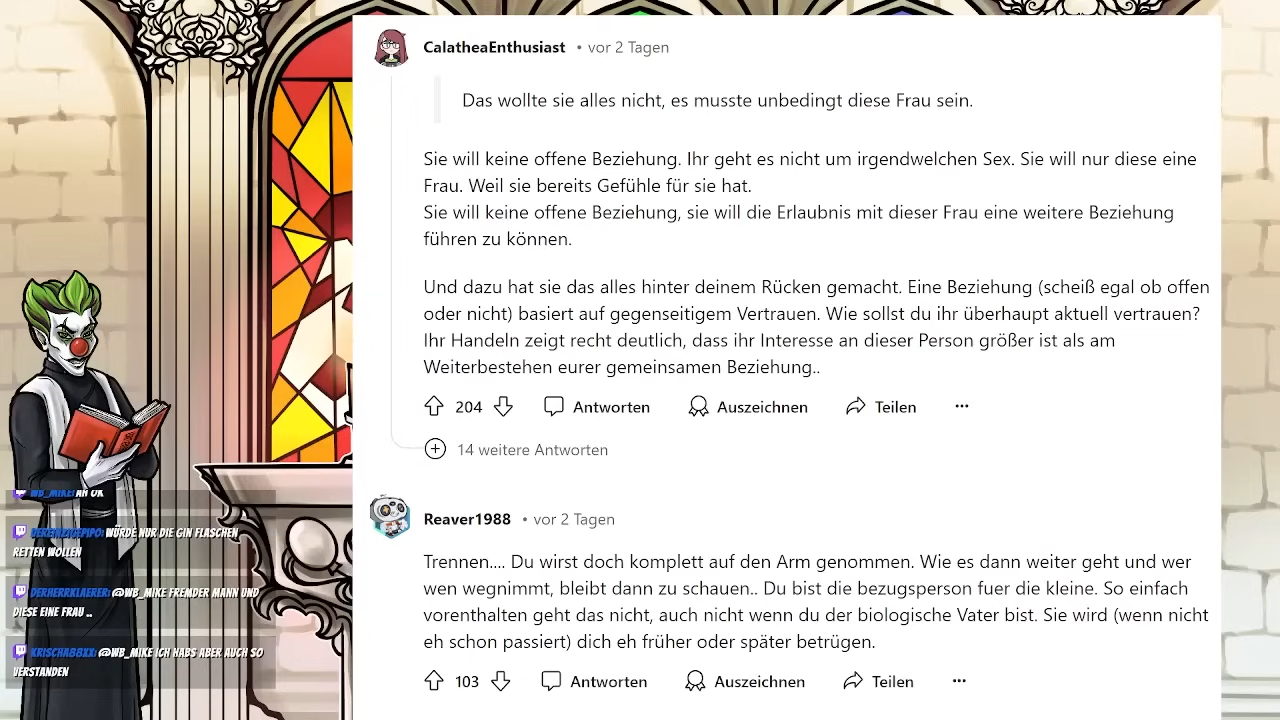 CalatheaEnthusiast • vor 2 Tagen
Das wollte sie alles nicht, es musste unbedingt diese Frau sein.
Sie will keine offene Beziehung. Ihr geht es nicht um irgendwelchen Sex. Sie will nur diese eine
Frau. Weil sie bereits Gefühle für sie hat.
Sie will keine offene Beziehung, sie will die Erlaubnis mit dieser Frau eine weitere Beziehung
führen zu können.
Und dazu hat sie das alles hinter deinem Rücken gemacht. Eine Beziehung (scheiß egal ob offen
oder nicht) basiert auf gegenseitigem Vertrauen. Wie sollst du ihr überhaupt aktuell vertrauen?
Ihr Handeln zeigt recht deutlich, dass ihr Interesse an dieser Person größer ist als am
Weiterbestehen eurer gemeinsamen Beziehung..
204 Antworten Auszeichnen Teilen ...
14 weitere Antworten
Reaver1988 • vor 2 Tagen
Trennen.... Du wirst doch komplett auf den Arm genommen. Wie es dann weiter geht und wer
wen wegnimmt, bleibt dann zu schauen.. Du bist die bezugsperson fuer die kleine. So einfach
vorenthalten geht das nicht, auch nicht wenn du der biologische Vater bist. Sie wird (wenn nicht
eh schon passiert) dich eh früher oder später betrügen.
103 Antworten Auszeichnen Teilen ...
WB_MIKE: AH OK
DEREINZIGEPIPO: WÜRDE NUR DIE GIN FLASCHEN
RETTEN WOLLEN
DERHERRKLAERER: @WB_MIKE FREMDER MANN UND
DIESE EINE FRAU ..
KRISCHA88XX: @WB_MIKE ICH HABS ABER AUCH SO
VERSTANDEN